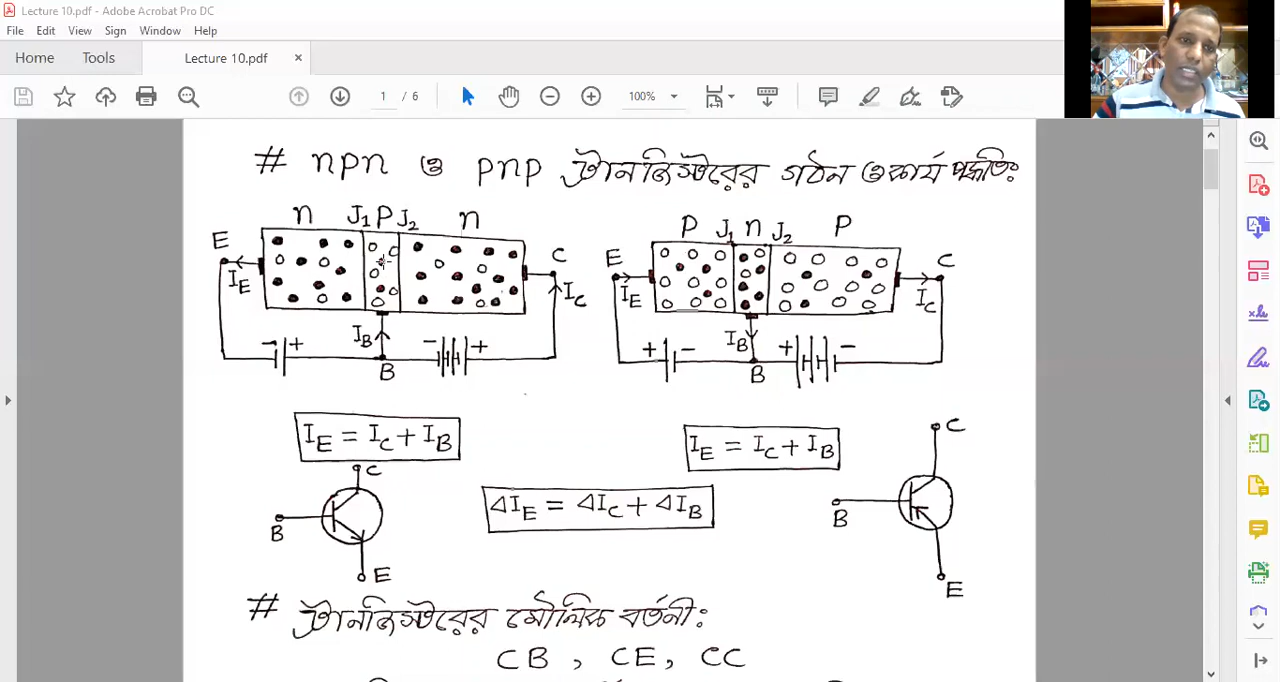 Lecture 10.pdf - Adobe Acrobat Pro DC
File Edit View Sign Window Help
Home Tools Lecture 10.pdf ×
1 / 6 100%
# npn ও pnp ট্রানজিস্টরের গঠন ও কার্য পদ্ধতিঃ
n J1 P J2 n
P J1 n J2 P
E C
E C
IE IC
IE IC
IB
IB
- + - +
+ - + -
B
B
IE = IC + IB
IE = IC + IB
C
C
ΔIE = ΔIC + ΔIB
B
B
E
E
# ট্রানজিস্টরের মৌলিক বর্তনী:
CB, CE, CC